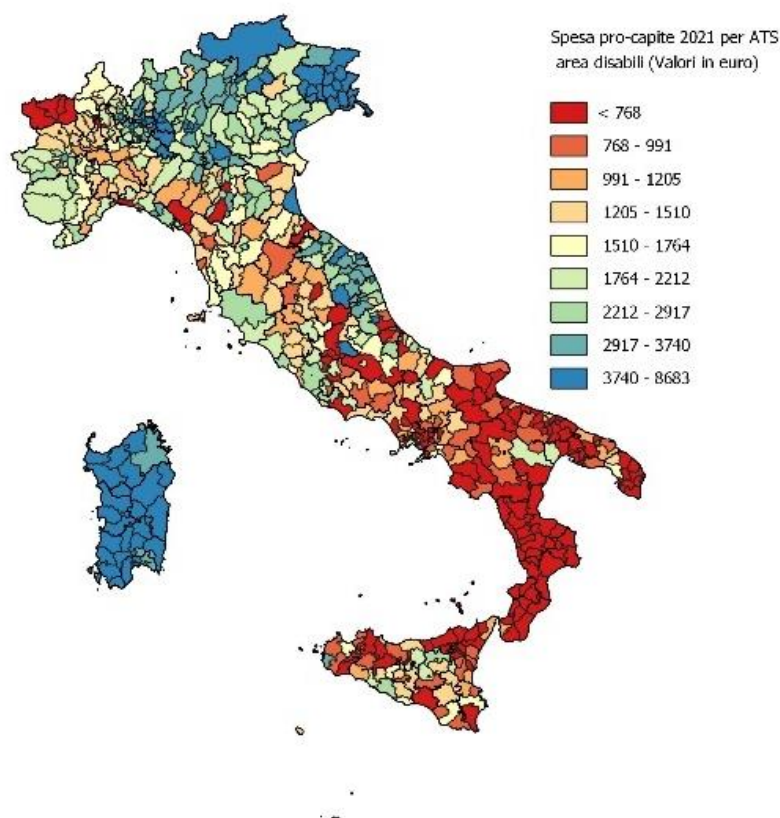 Spesa pro-capite 2021 per ATS
area disabili (Valori in euro)
< 768
768 - 991
991 - 1205
1205 - 1510
1510 - 1764
1764 - 2212
2212 - 2917
2917 - 3740
3740 - 8683